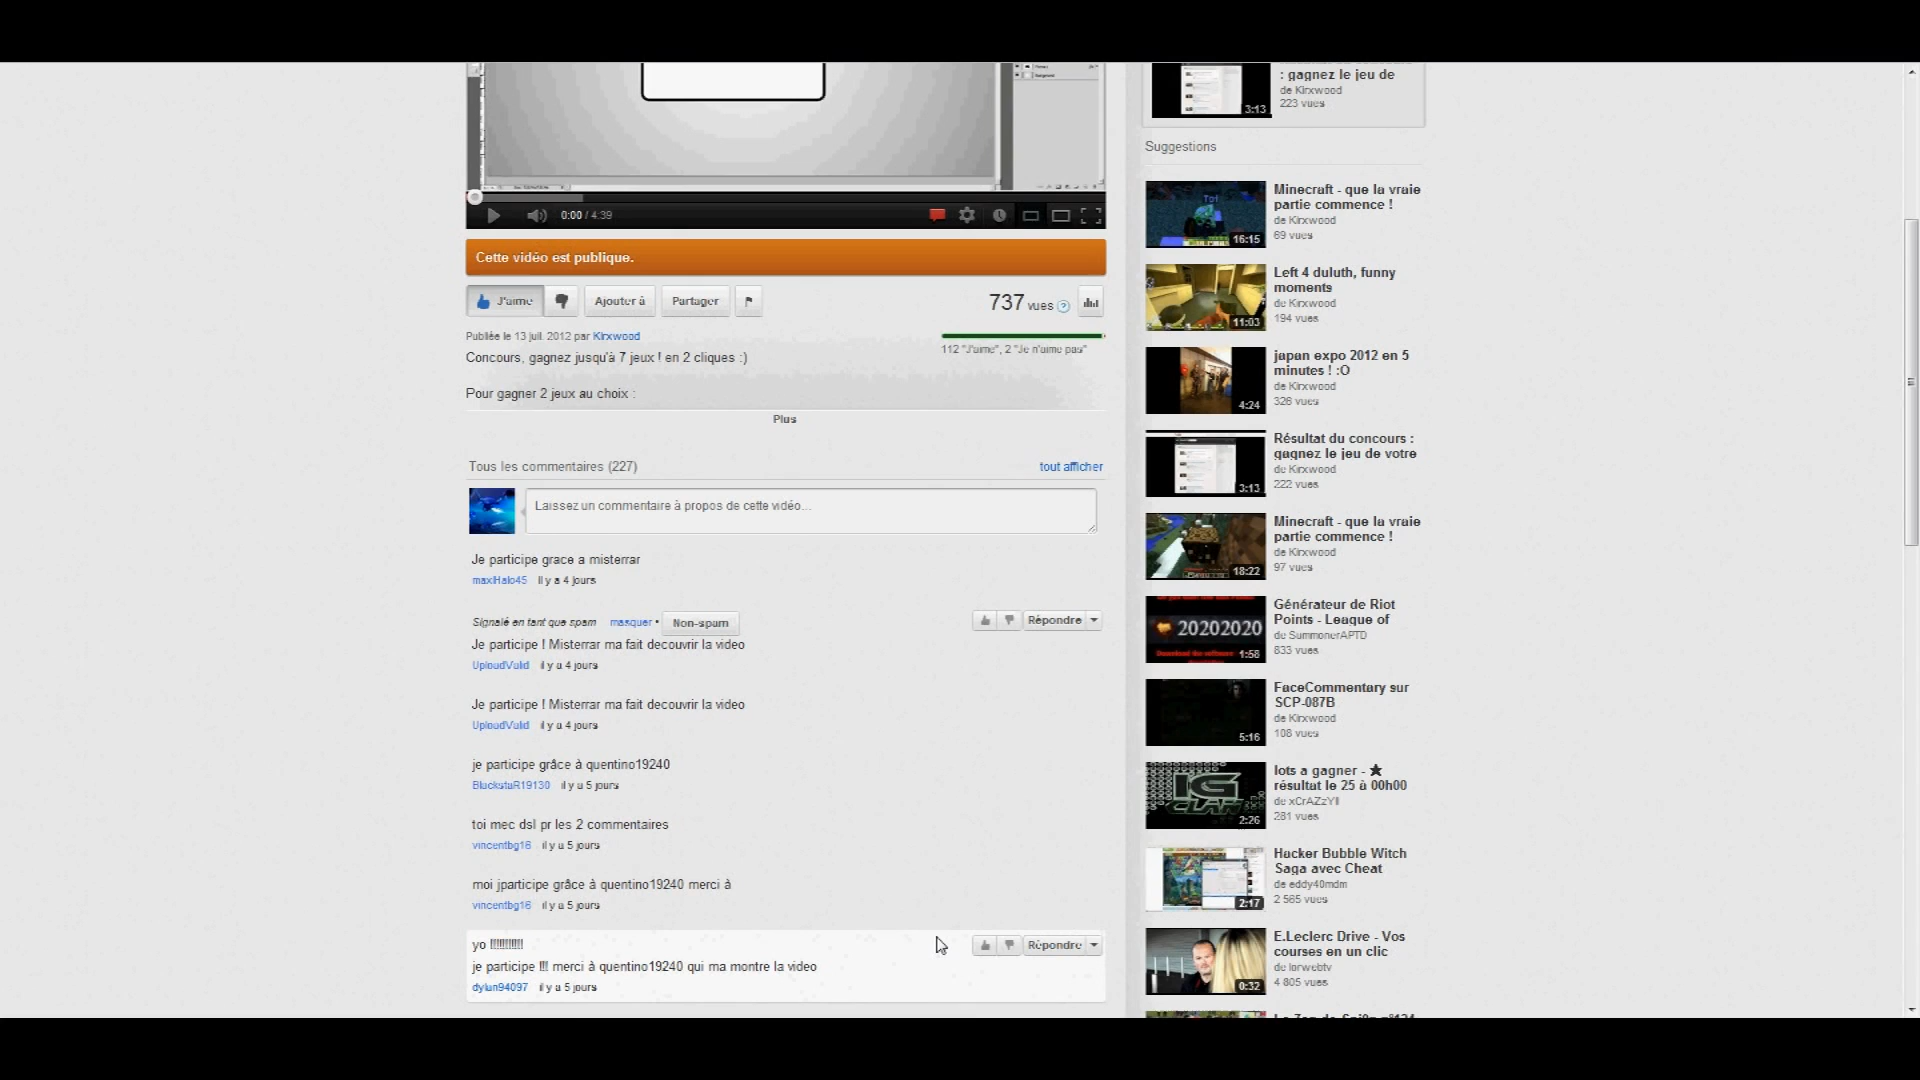 0:00 / 4:39
Cette vidéo est publique.
J'aime
Ajouter à
Partager
737 vues
Publiée le 13 juil. 2012 par Kirxwood
112 "J'aime", 2 "Je n'aime pas"
Concours, gagnez jusqu'à 7 jeux ! en 2 cliques :)
Pour gagner 2 jeux au choix :
Plus
Tous les commentaires (227)
tout afficher
Laissez un commentaire à propos de cette vidéo...
Je participe grace a misterrar
maxiHalo45 il y a 4 jours
Signalé en tant que spam masquer • Non-spam
Répondre
Je participe ! Misterrar ma fait decouvrir la video
UploadValid il y a 4 jours
Je participe ! Misterrar ma fait decouvrir la video
UploadValid il y a 4 jours
je participe grâce à quentino19240
BlackstaR19130 il y a 5 jours
toi mec dsl pr les 2 commentaires
vincentbg16 il y a 5 jours
moi jparticipe grâce à quentino19240 merci à
vincentbg16 il y a 5 jours
yo !!!!!!!!!!!
Répondre
je participe !!! merci à quentino19240 qui ma montre la video
dylan94097 il y a 5 jours
: gagnez le jeu de
de Kirxwood
223 vues
3:13
Suggestions
Minecraft - que la vraie
partie commence !
de Kirxwood
69 vues
16:15
Left 4 duluth, funny
moments
de Kirxwood
194 vues
11:03
japan expo 2012 en 5
minutes ! :O
de Kirxwood
326 vues
4:24
Résultat du concours :
gagnez le jeu de votre
de Kirxwood
222 vues
3:13
Minecraft - que la vraie
partie commence !
de Kirxwood
97 vues
18:22
Générateur de Riot
Points - League of
de SummonerAPTD
833 vues
20202020
Download the software
1:58
FaceCommentary sur
SCP-087B
de Kirxwood
108 vues
5:16
lots a gagner - ★
résultat le 25 à 00h00
de xCrAZzYll
281 vues
IG
CLAN
2:26
Hacker Bubble Witch
Saga avec Cheat
de eddy40mdm
2 565 vues
2:17
E.Leclerc Drive - Vos
courses en un clic
de lorwebtv
4 805 vues
0:32